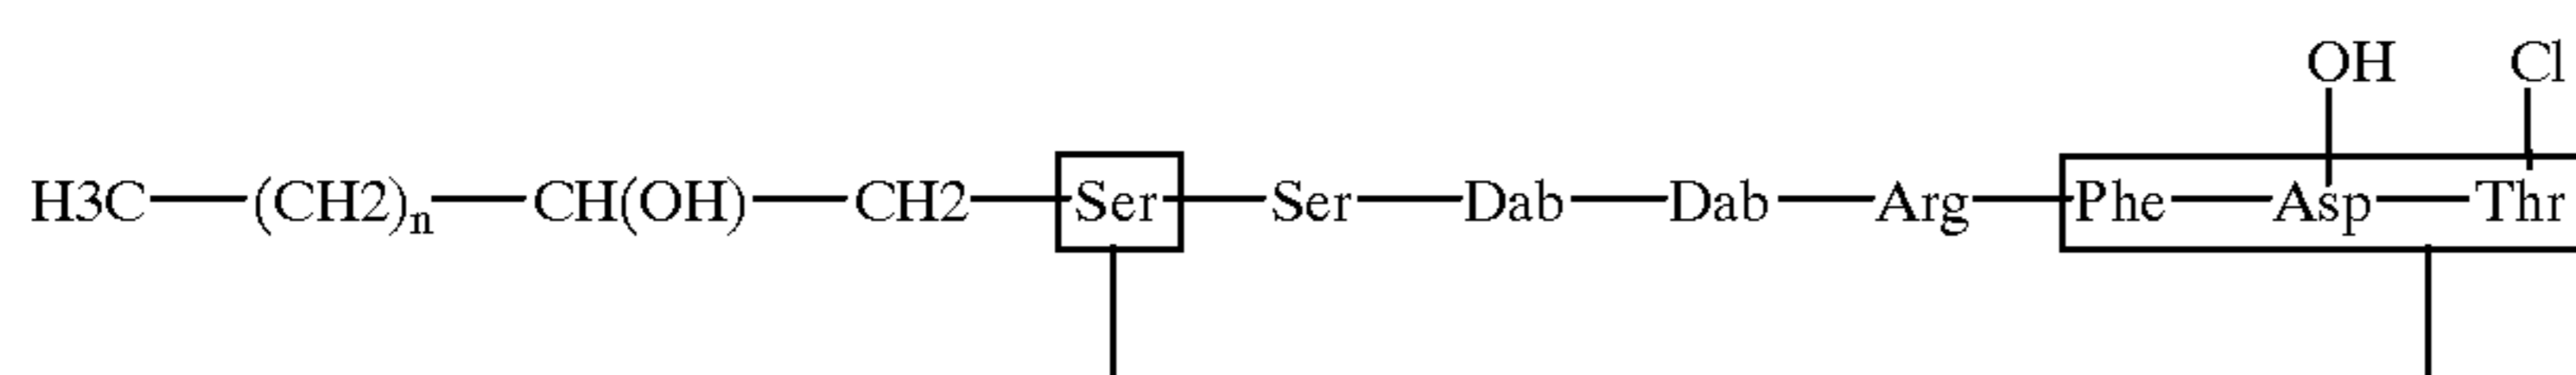 OH Cl
H3C—(CH2)n—CH(OH)—CH2—Ser—Ser—Dab—Dab—Arg—Phe—Asp—Thr